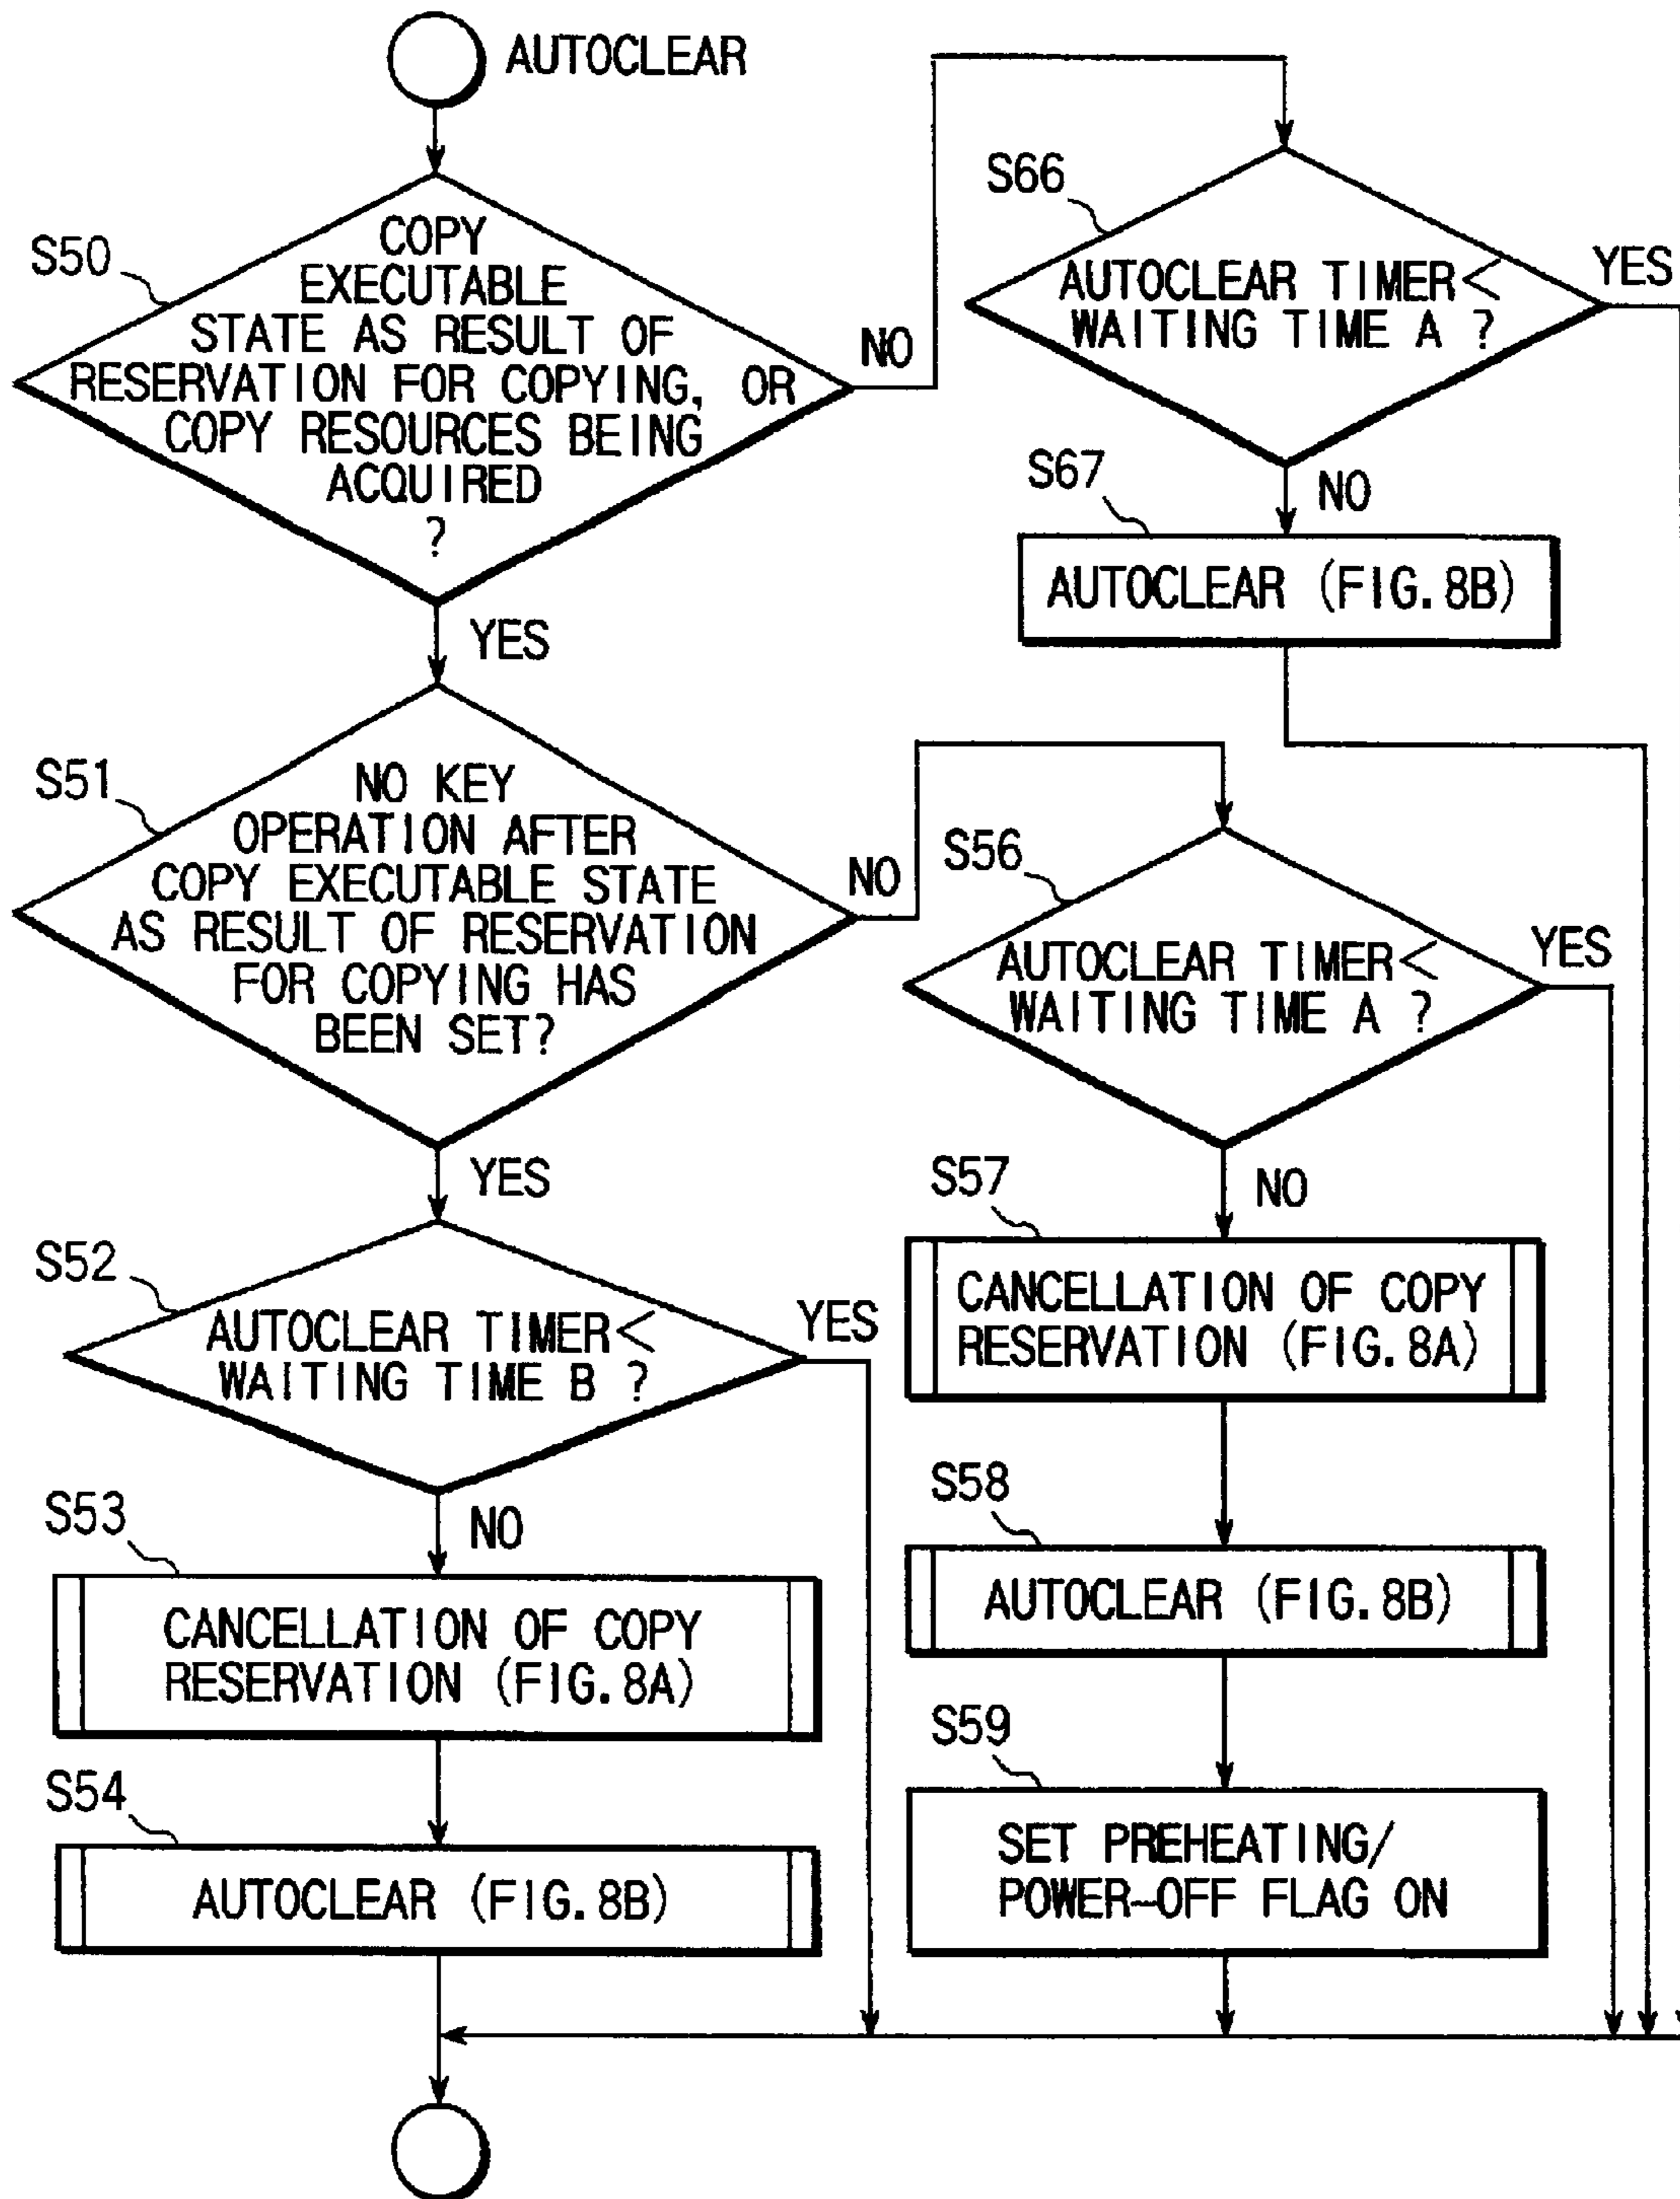 AUTOCLEAR
S50
COPY
EXECUTABLE
STATE AS RESULT OF
RESERVATION FOR COPYING, OR
COPY RESOURCES BEING
ACQUIRED
?
NO
YES
S66
AUTOCLEAR TIMER<
WAITING TIME A ?
YES
NO
S67
AUTOCLEAR (FIG.8B)
S51
NO KEY
OPERATION AFTER
COPY EXECUTABLE STATE
AS RESULT OF RESERVATION
FOR COPYING HAS
BEEN SET?
NO
YES
S56
AUTOCLEAR TIMER<
WAITING TIME A ?
YES
NO
S52
AUTOCLEAR TIMER<
WAITING TIME B ?
YES
NO
S53
CANCELLATION OF COPY
RESERVATION (FIG.8A)
S54
AUTOCLEAR (FIG.8B)
S57
CANCELLATION OF COPY
RESERVATION (FIG.8A)
S58
AUTOCLEAR (FIG.8B)
S59
SET PREHEATING/
POWER-OFF FLAG ON